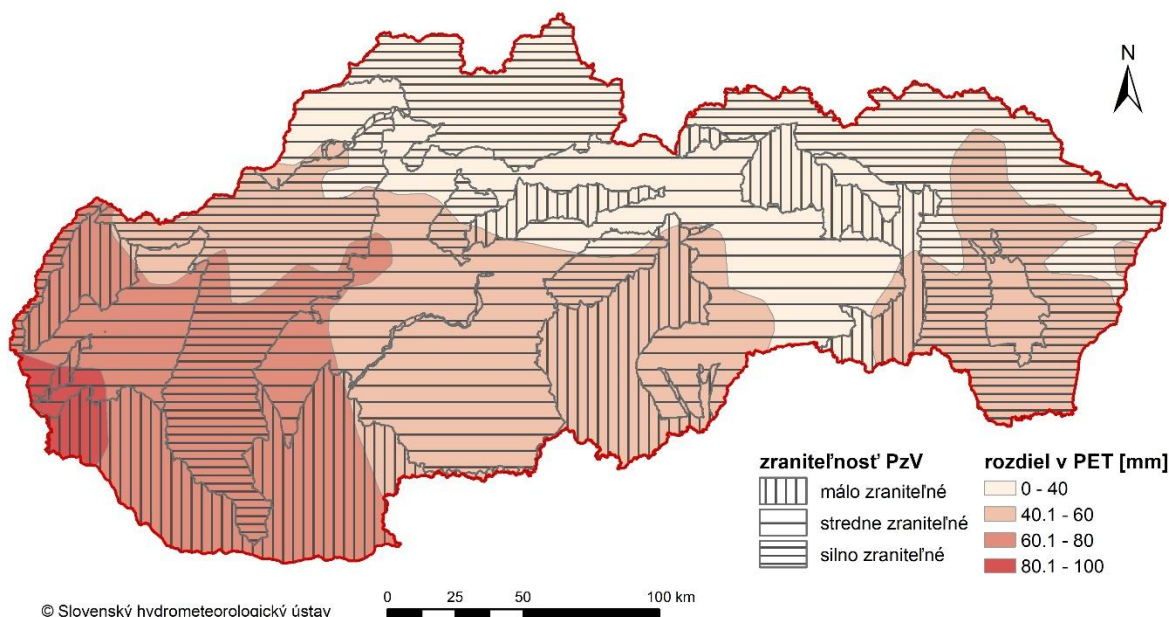 N
zraniteľnosť PzV
málo zraniteľné
stredne zraniteľné
silno zraniteľné
rozdiel v PET [mm]
0 - 40
40.1 - 60
60.1 - 80
80.1 - 100
© Slovenský hydrometeorologický ústav
0 25 50 100 km